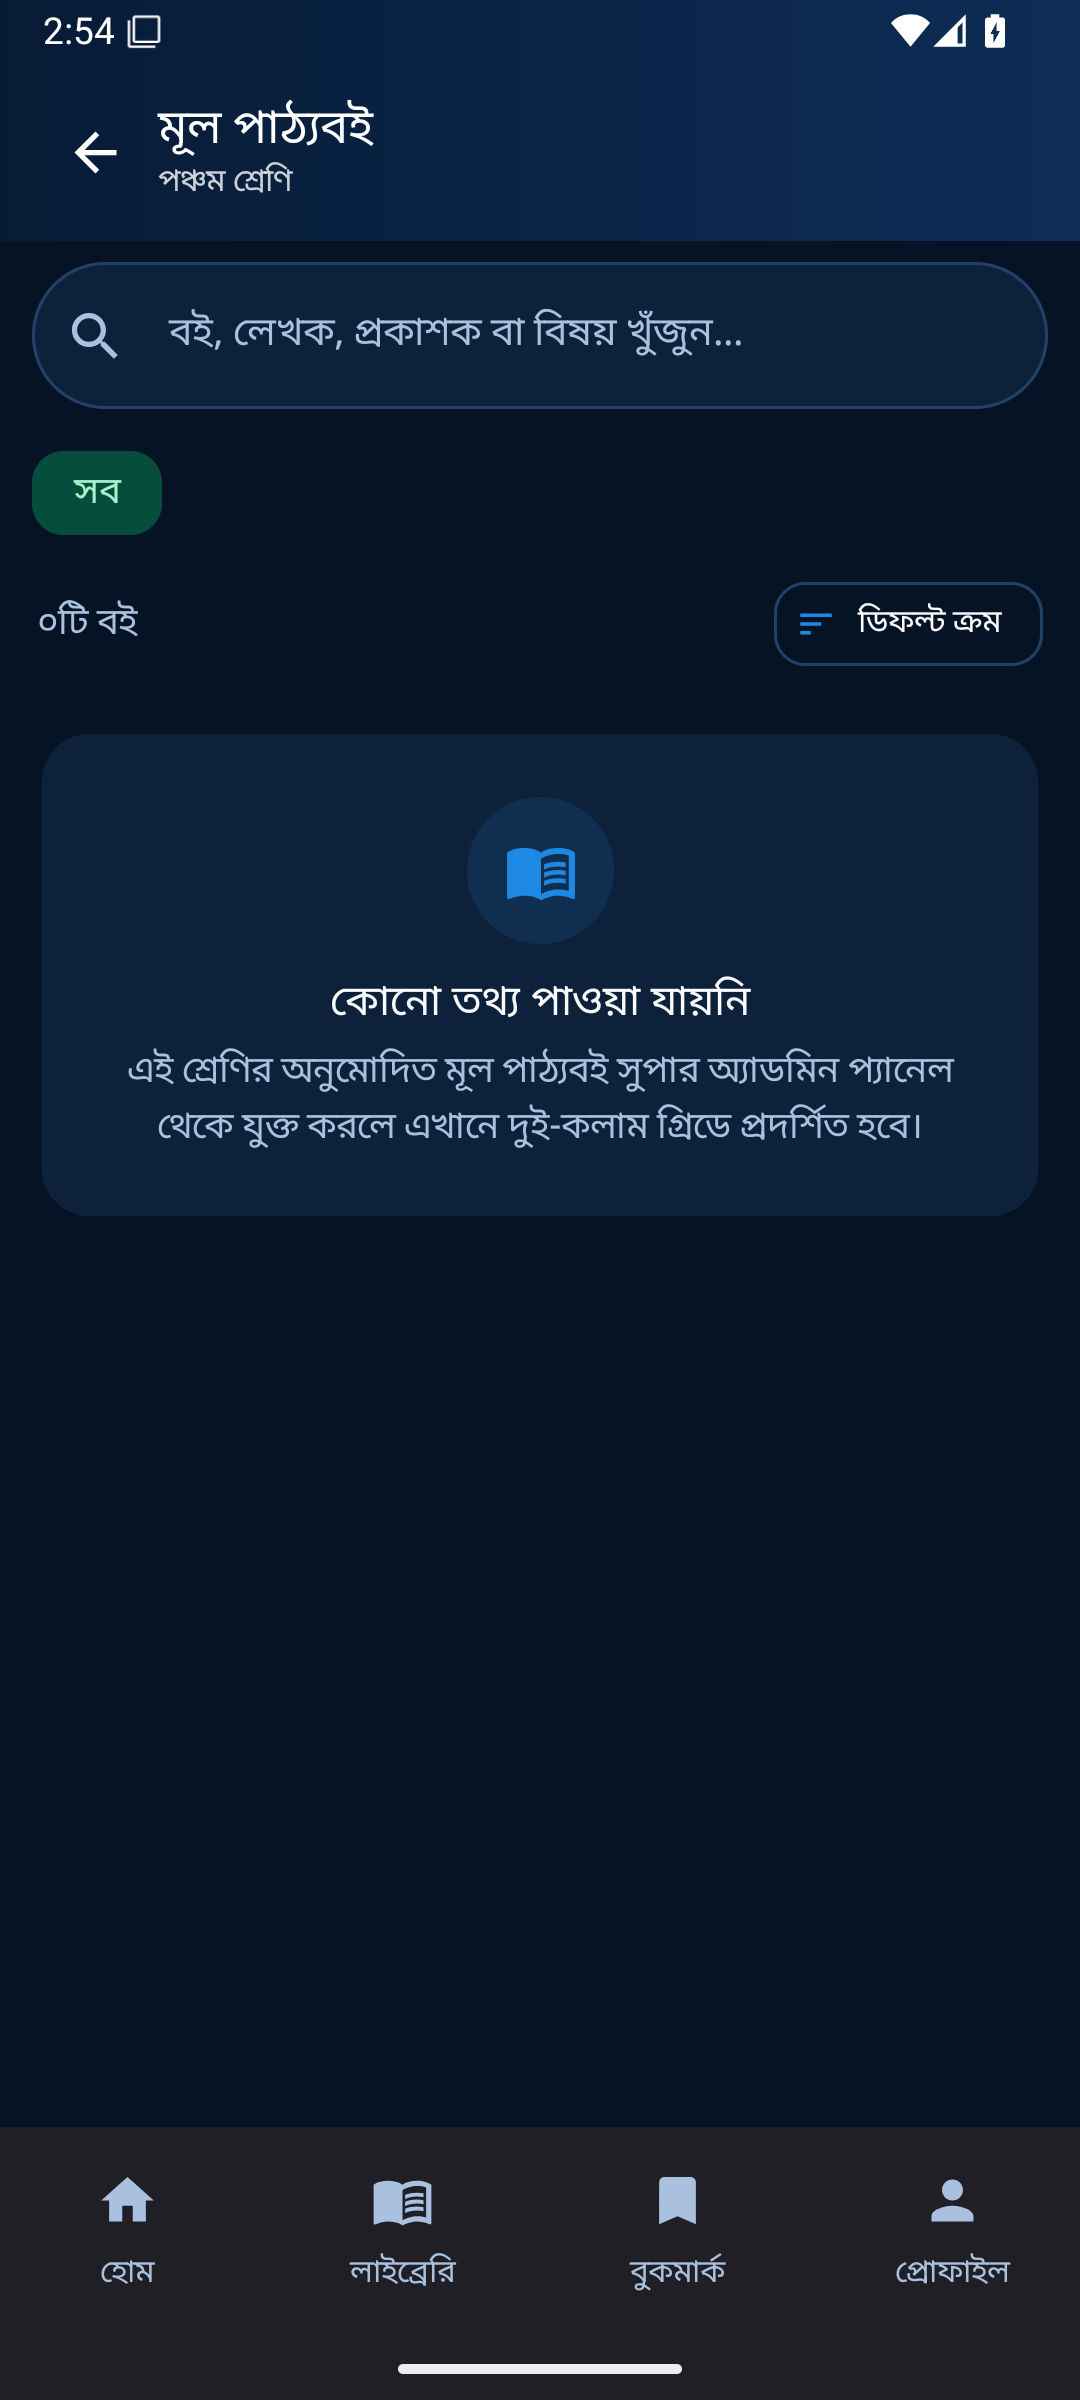 2:54
মূল পাঠ্যবই
পঞ্চম শ্রেণি
বই, লেখক, প্রকাশক বা বিষয় খুঁজুন...
সব
০টি বই
ডিফল্ট ক্রম
কোনো তথ্য পাওয়া যায়নি
এই শ্রেণির অনুমোদিত মূল পাঠ্যবই সুপার অ্যাডমিন প্যানেল
থেকে যুক্ত করলে এখানে দুই-কলাম গ্রিডে প্রদর্শিত হবে।
হোম
লাইব্রেরি
বুকমার্ক
প্রোফাইল